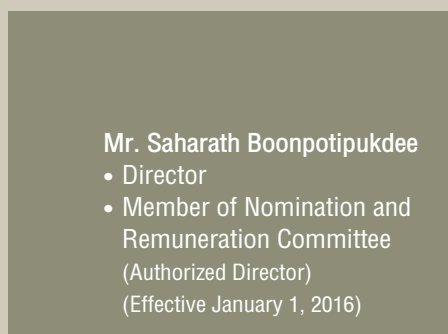 Mr. Saharath Boonpotipukdee
• Director
• Member of Nomination and
Remuneration Committee
(Authorized Director)
(Effective January 1, 2016)